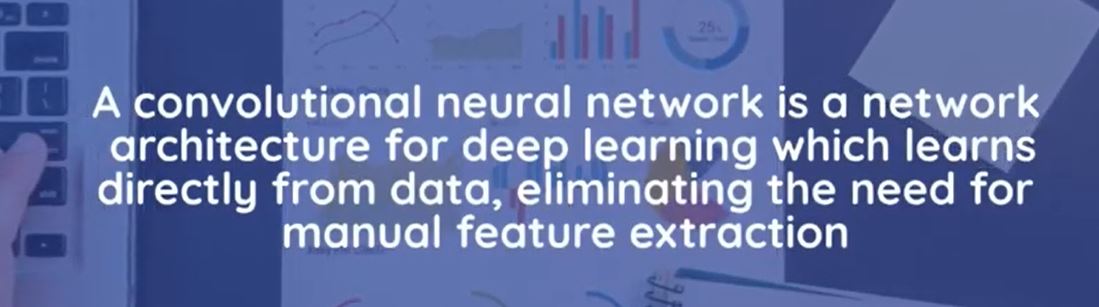 25%
A convolutional neural network is a network
architecture for deep learning which learns
directly from data, eliminating the need for
manual feature extraction